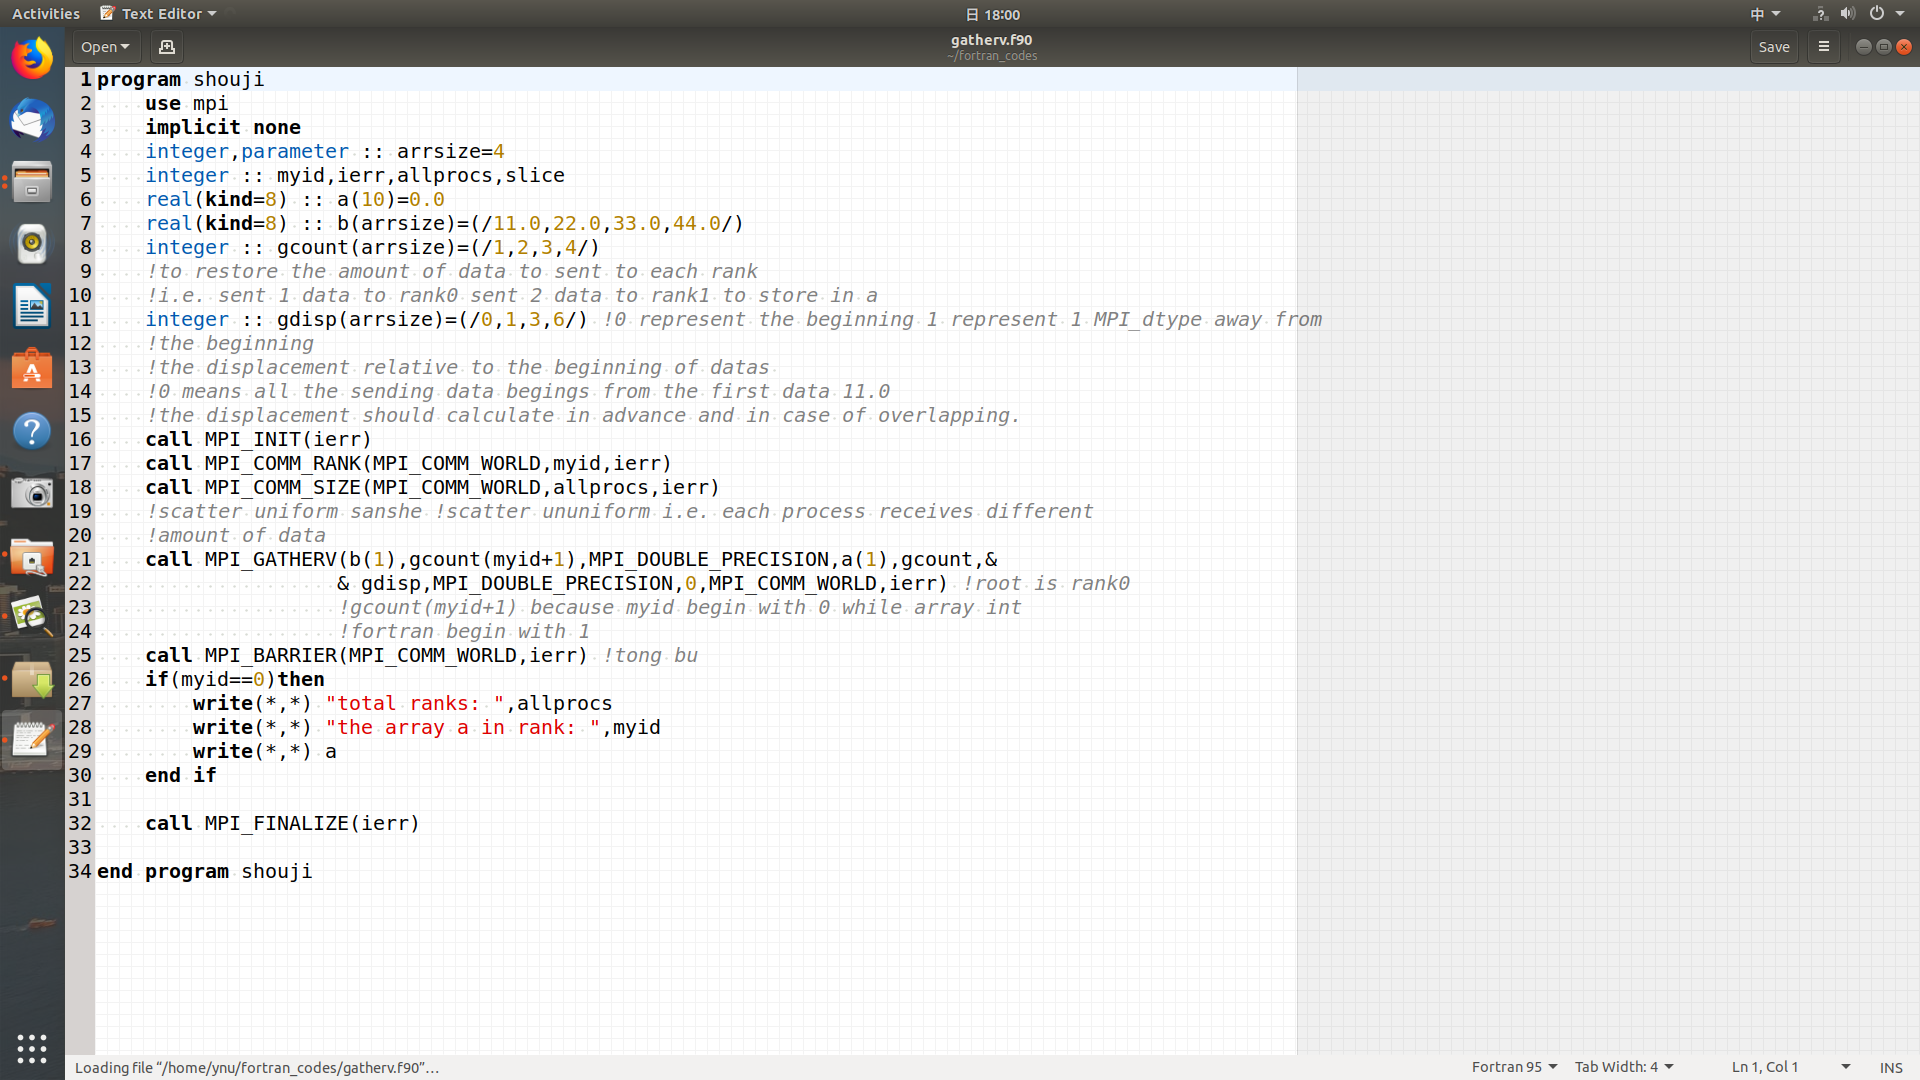 Activities Text Editor 日 18:00 中
Open gatherv.f90 Save
~/fortran_codes
1 program shouji
2 use mpi
3 implicit none
4 integer,parameter :: arrsize=4
5 integer :: myid,ierr,allprocs,slice
6 real(kind=8) :: a(10)=0.0
7 real(kind=8) :: b(arrsize)=(/11.0,22.0,33.0,44.0/)
8 integer :: gcount(arrsize)=(/1,2,3,4/)
9 !to restore the amount of data to sent to each rank
10 !i.e. sent 1 data to rank0 sent 2 data to rank1 to store in a
11 integer :: gdisp(arrsize)=(/0,1,3,6/) !0 represent the beginning 1 represent 1 MPI_dtype away from
12 !the beginning
13 !the displacement relative to the beginning of datas
14 !0 means all the sending data begings from the first data 11.0
15 !the displacement should calculate in advance and in case of overlapping.
16 call MPI_INIT(ierr)
17 call MPI_COMM_RANK(MPI_COMM_WORLD,myid,ierr)
18 call MPI_COMM_SIZE(MPI_COMM_WORLD,allprocs,ierr)
19 !scatter uniform sanshe !scatter ununiform i.e. each process receives different
20 !amount of data
21 call MPI_GATHERV(b(1),gcount(myid+1),MPI_DOUBLE_PRECISION,a(1),gcount,&
22 & gdisp,MPI_DOUBLE_PRECISION,0,MPI_COMM_WORLD,ierr) !root is rank0
23 !gcount(myid+1) because myid begin with 0 while array int
24 !fortran begin with 1
25 call MPI_BARRIER(MPI_COMM_WORLD,ierr) !tong bu
26 if(myid==0)then
27 write(*,*) "total ranks: ",allprocs
28 write(*,*) "the array a in rank: ",myid
29 write(*,*) a
30 end if
31
32 call MPI_FINALIZE(ierr)
33
34 end program shouji
Loading file “/home/ynu/fortran_codes/gatherv.f90”… Fortran 95 Tab Width: 4 Ln 1, Col 1 INS